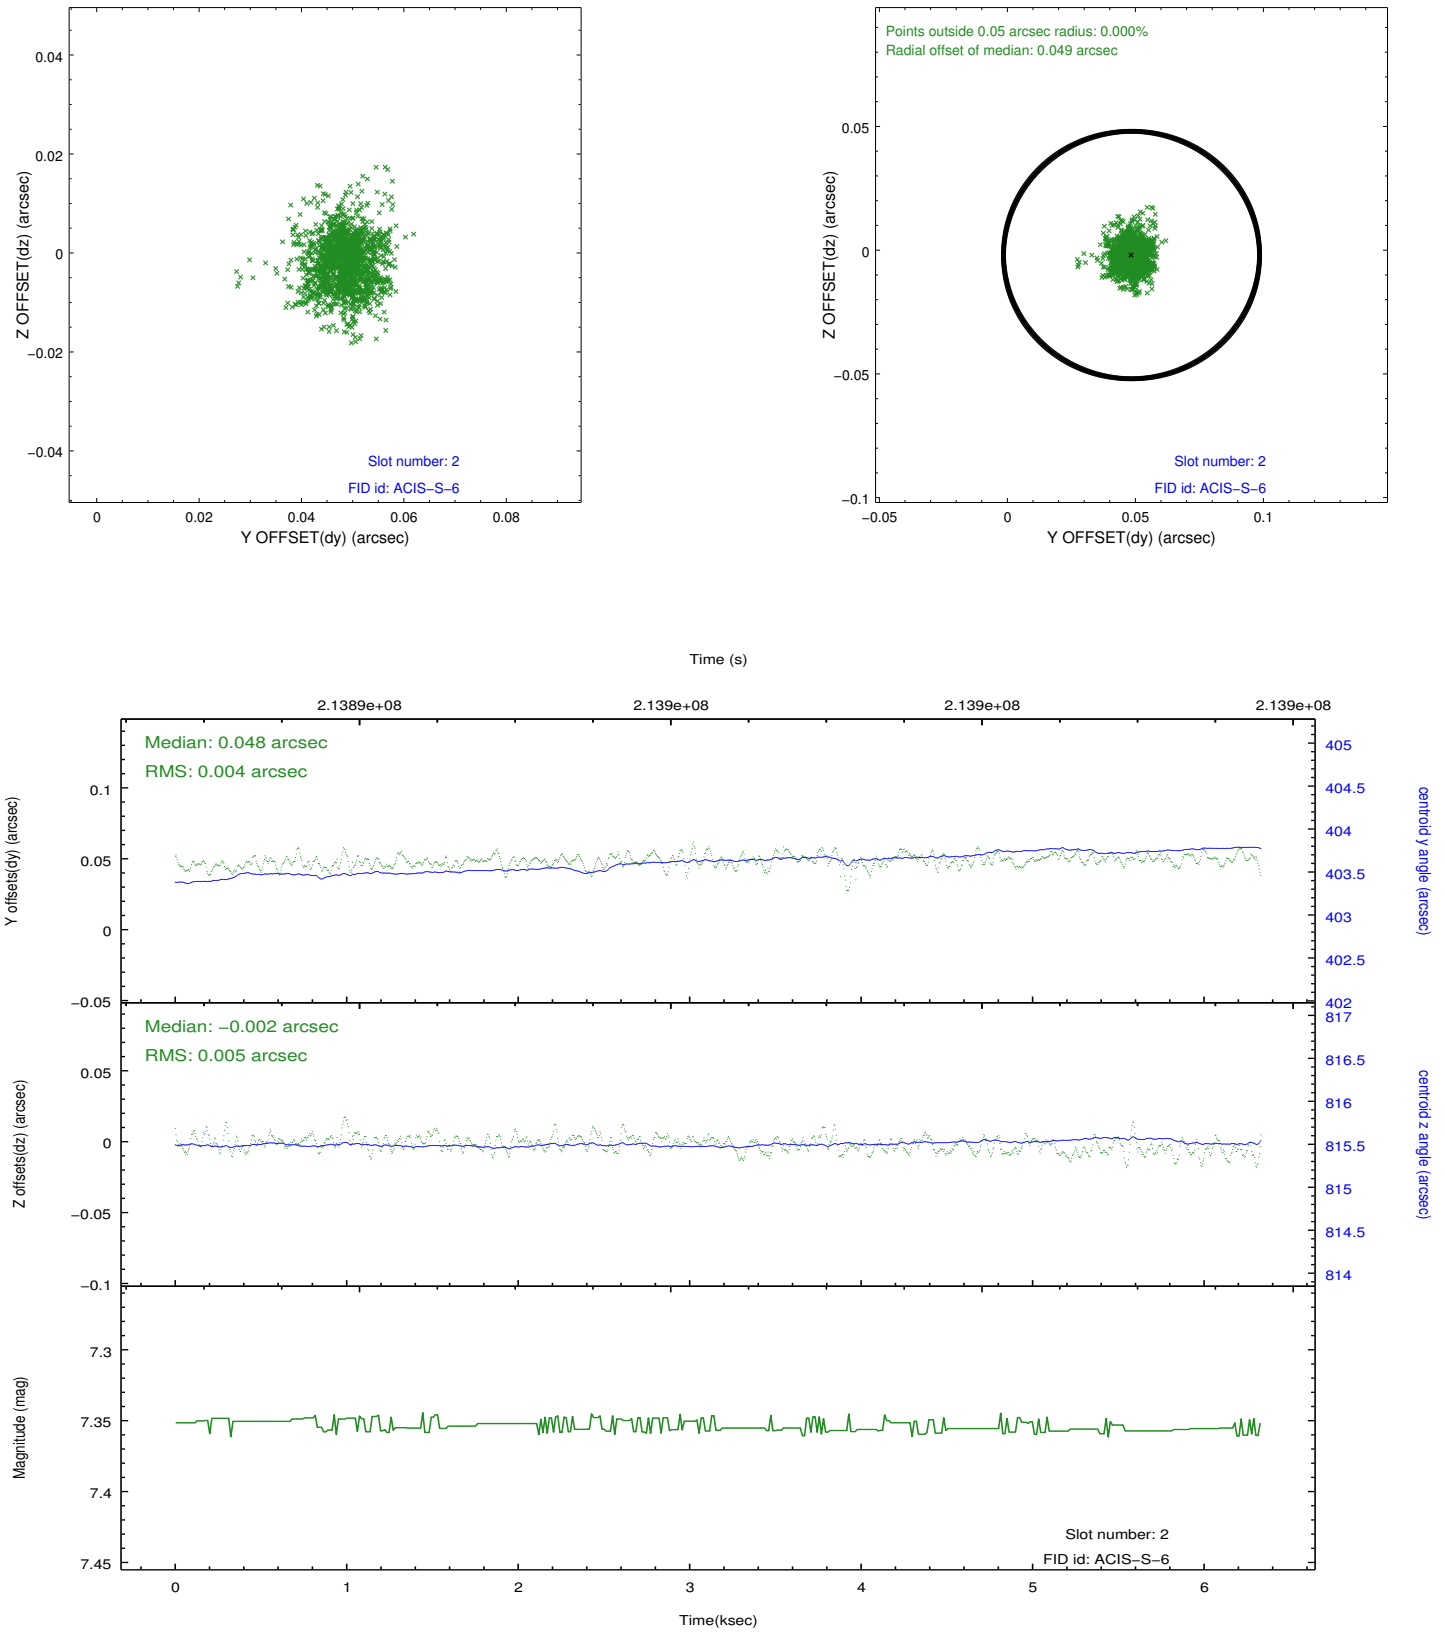 0.04
0.02
0
−0.02
−0.04
Z OFFSET(dz) (arcsec)
Slot number: 2
FID id: ACIS−S−6
0
0.02
0.04
0.06
0.08
Y OFFSET(dy) (arcsec)
Points outside 0.05 arcsec radius: 0.000%
Radial offset of median: 0.049 arcsec
0.05
0
−0.05
−0.1
Z OFFSET(dz) (arcsec)
Slot number: 2
FID id: ACIS−S−6
−0.05
0
0.05
0.1
Y OFFSET(dy) (arcsec)
Time (s)
2.1389e+08
2.139e+08
2.139e+08
2.139e+08
Median: 0.048 arcsec
RMS: 0.004 arcsec
0.1
0.05
0
−0.05
Y offsets(dy) (arcsec)
405
404.5
404
403.5
403
402.5
402
centroid y angle (arcsec)
Median: −0.002 arcsec
RMS: 0.005 arcsec
0.05
0
−0.05
−0.1
Z offsets(dz) (arcsec)
817
816.5
816
815.5
815
814.5
814
centroid z angle (arcsec)
7.3
7.35
7.4
7.45
Magnitude (mag)
Slot number: 2
FID id: ACIS−S−6
0
1
2
3
4
5
6
Time(ksec)